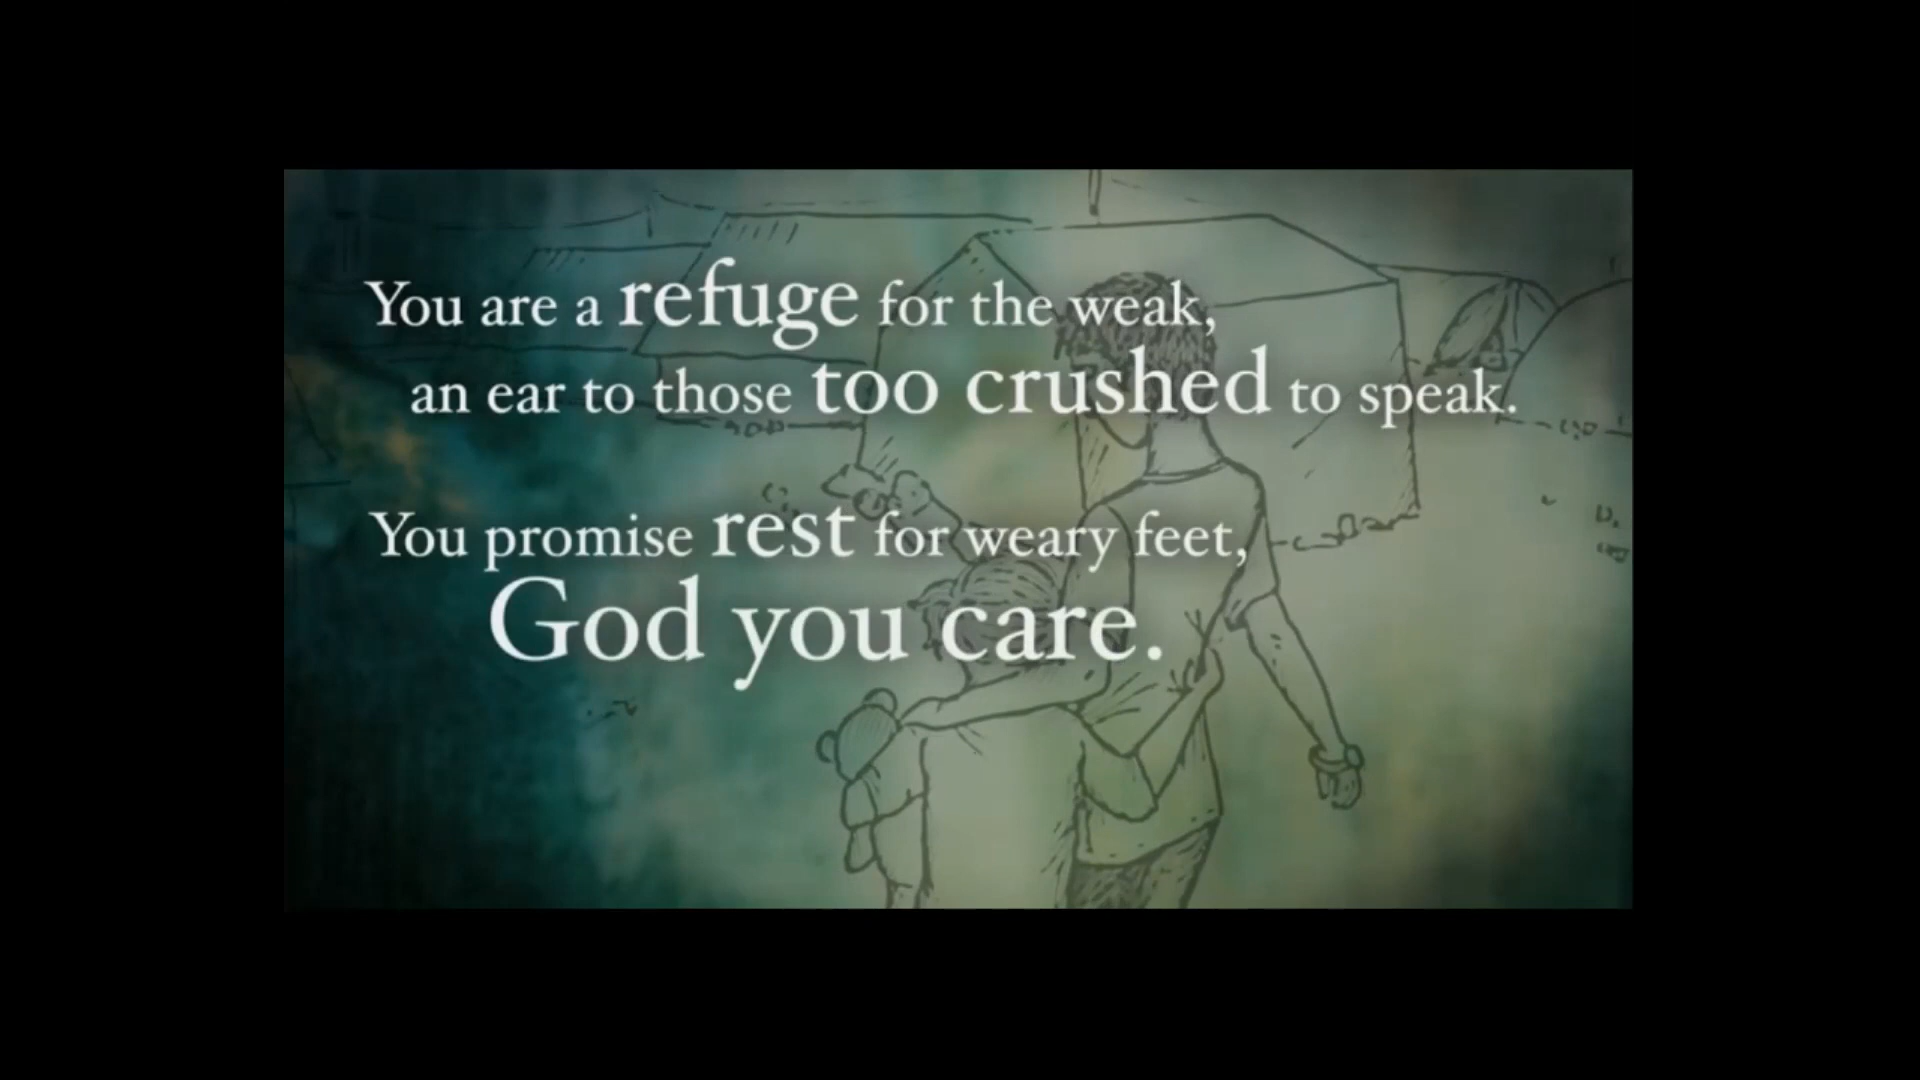 You are a refuge for the weak,
an ear to those too crushed to speak.
You promise rest for weary feet,
God you care.